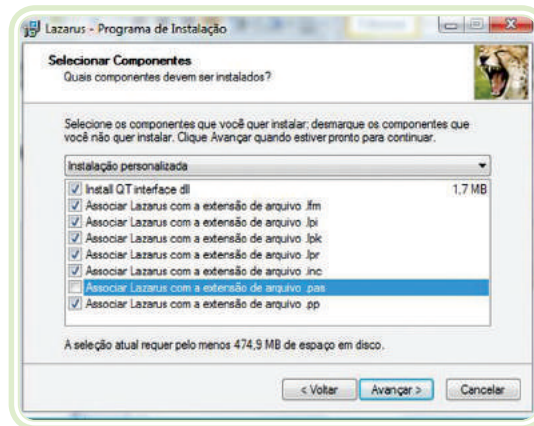 Lazarus - Programa de Instalação
Selecionar Componentes
Quais componentes devem ser instalados?
Selecione os componentes que você quer instalar; desmarque os componentes que
você não quer instalar. Clique Avançar quando estiver pronto para continuar.
Instalação personalizada
Install QT interface dll 1,7 MB
Associar Lazarus com a extensão de arquivo .lfm
Associar Lazarus com a extensão de arquivo .lpi
Associar Lazarus com a extensão de arquivo .lpk
Associar Lazarus com a extensão de arquivo .lpr
Associar Lazarus com a extensão de arquivo .inc
Associar Lazarus com a extensão de arquivo .pas
Associar Lazarus com a extensão de arquivo .pp
A seleção atual requer pelo menos 474,9 MB de espaço em disco.
< Voltar Avançar > Cancelar